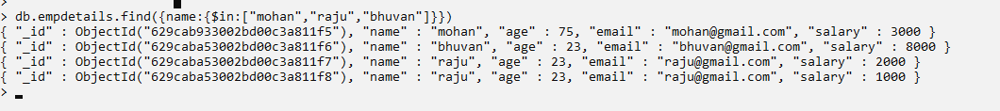 >
> db.empdetails.find({name:{$in:["mohan","raju","bhuvan"]}})
{ "_id" : ObjectId("629cab933002bd00c3a811f5"), "name" : "mohan", "age" : 75, "email" : "mohan@gmail.com", "salary" : 3000 }
{ "_id" : ObjectId("629caba53002bd00c3a811f6"), "name" : "bhuvan", "age" : 23, "email" : "bhuvan@gmail.com", "salary" : 8000 }
{ "_id" : ObjectId("629caba53002bd00c3a811f7"), "name" : "raju", "age" : 23, "email" : "raju@gmail.com", "salary" : 2000 }
{ "_id" : ObjectId("629caba53002bd00c3a811f8"), "name" : "raju", "age" : 23, "email" : "raju@gmail.com", "salary" : 1000 }
>